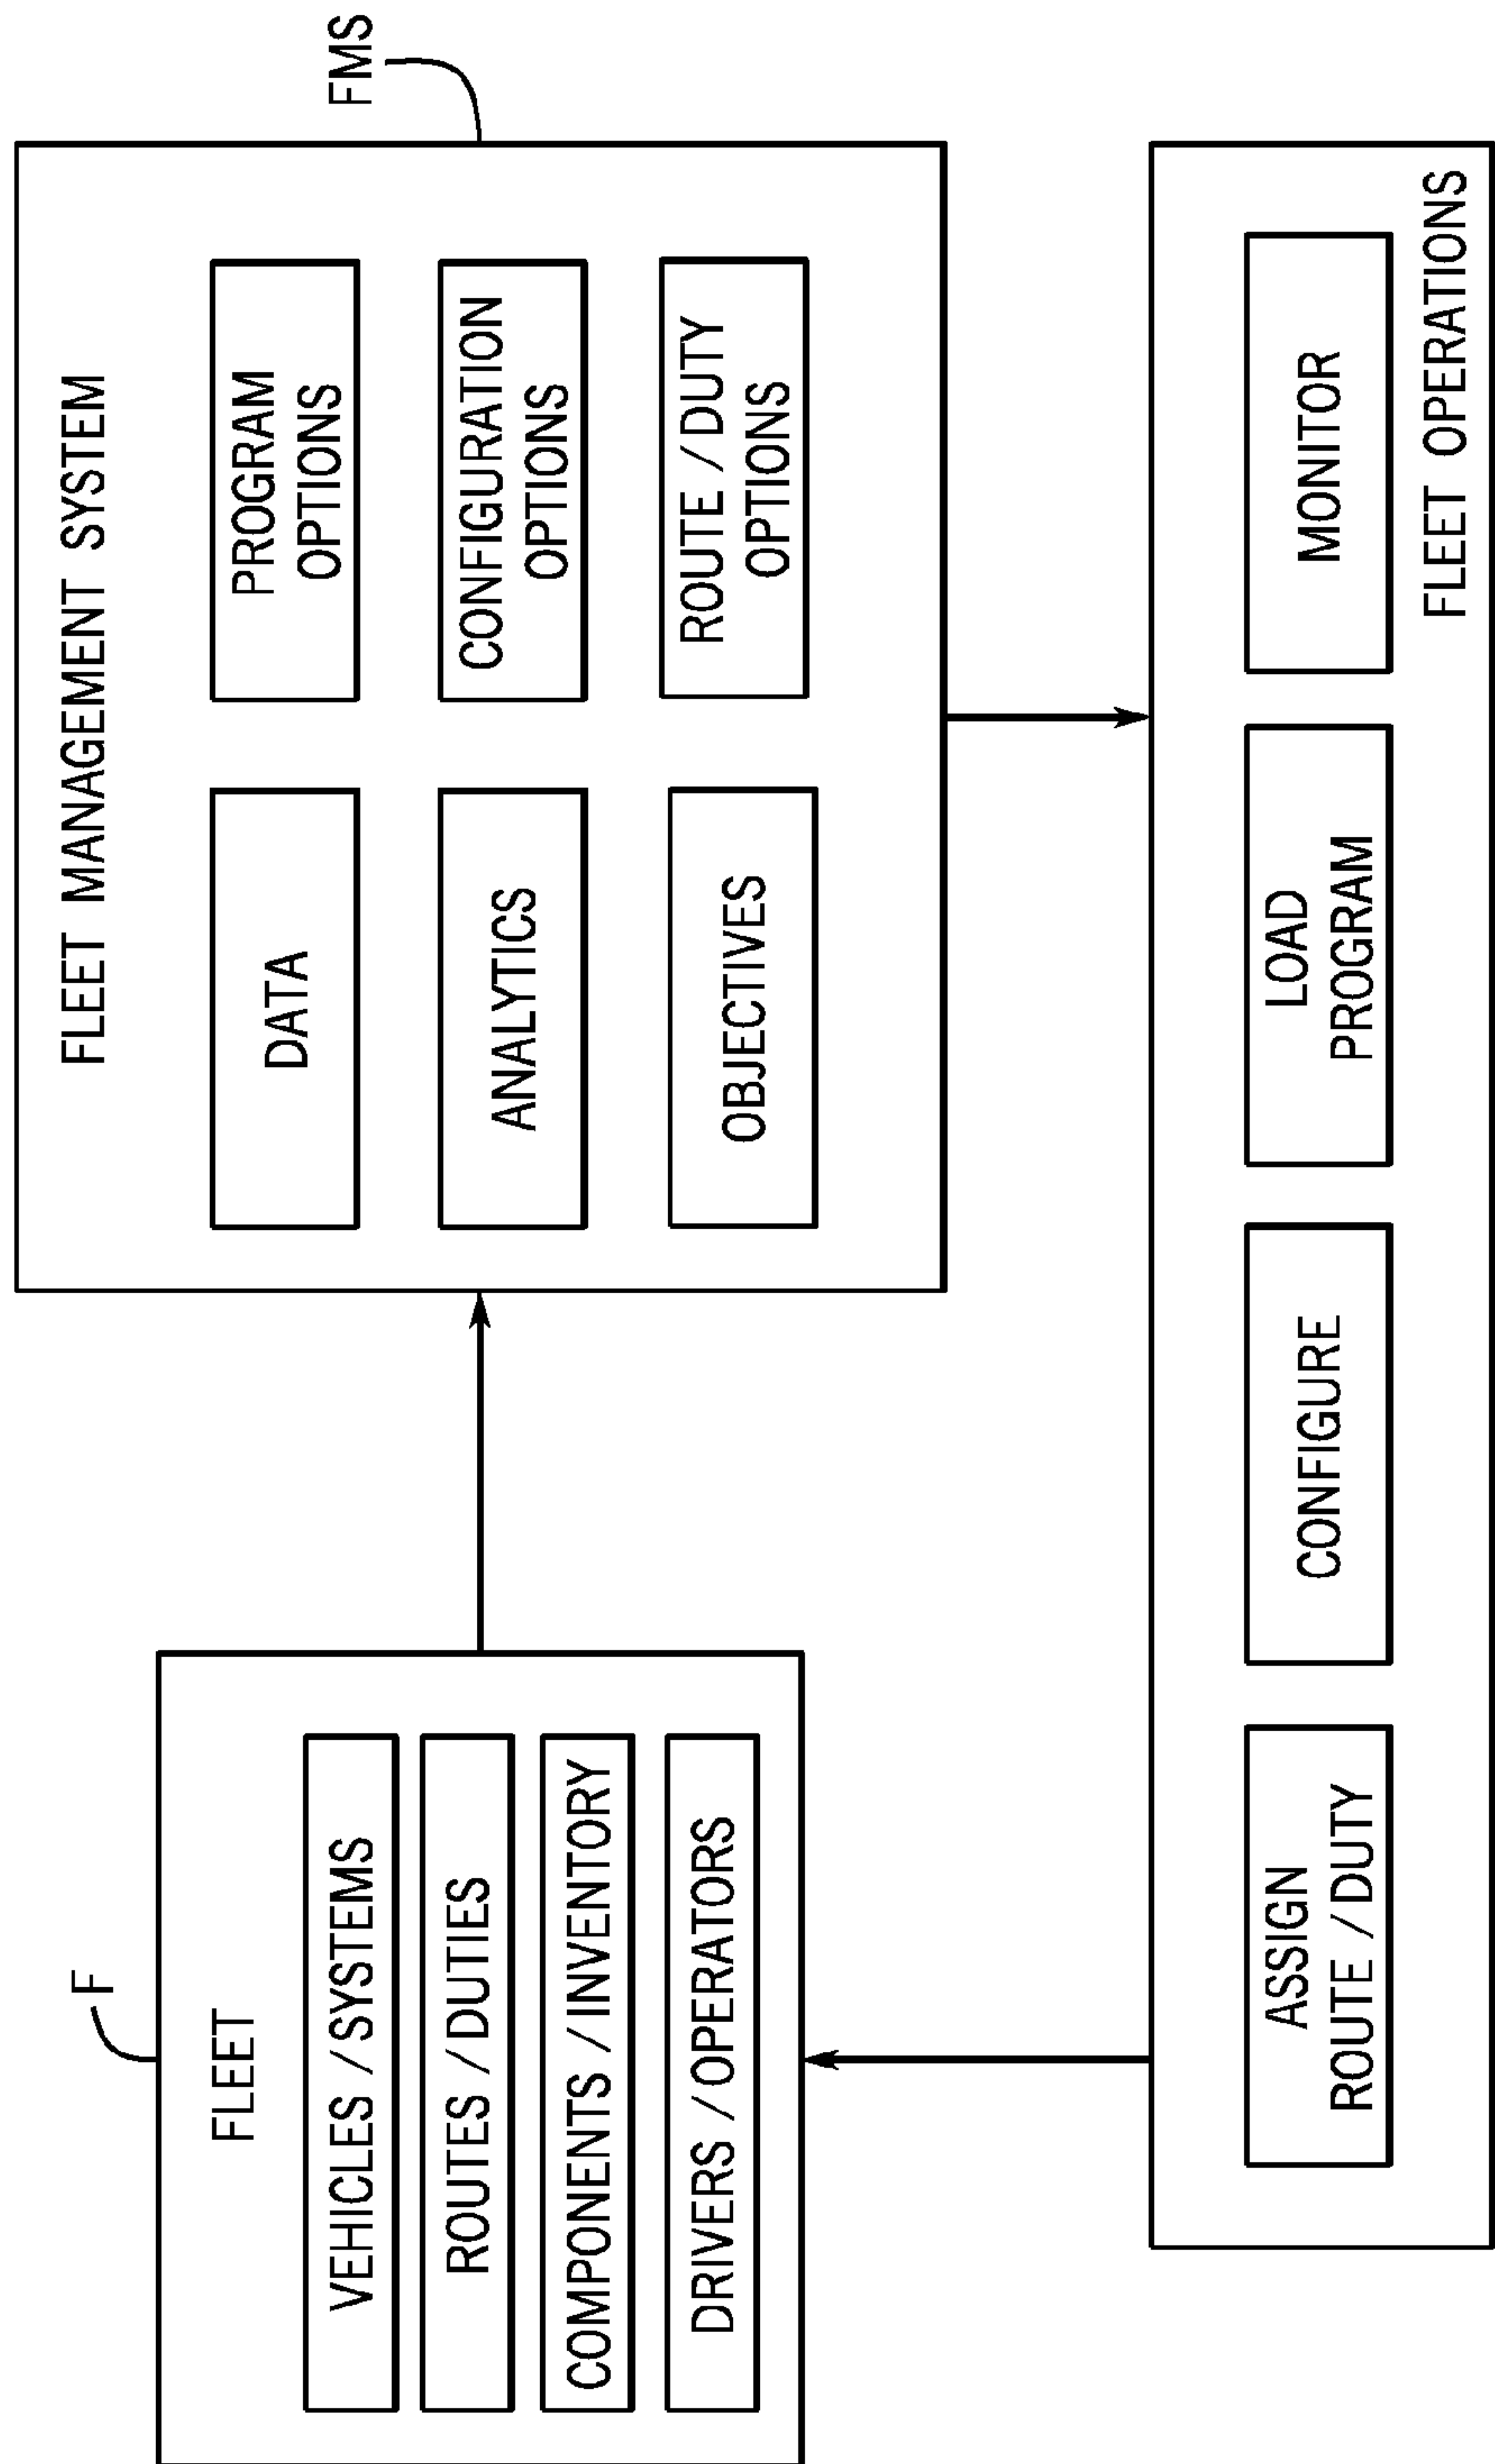 F
FLEET
VEHICLES / SYSTEMS
ROUTES / DUTIES
COMPONENTS / INVENTORY
DRIVERS / OPERATORS
FMS
FLEET MANAGEMENT SYSTEM
DATA
ANALYTICS
OBJECTIVES
PROGRAM
OPTIONS
CONFIGURATION
OPTIONS
ROUTE / DUTY
OPTIONS
ASSIGN
ROUTE / DUTY
CONFIGURE
LOAD
PROGRAM
MONITOR
FLEET OPERATIONS